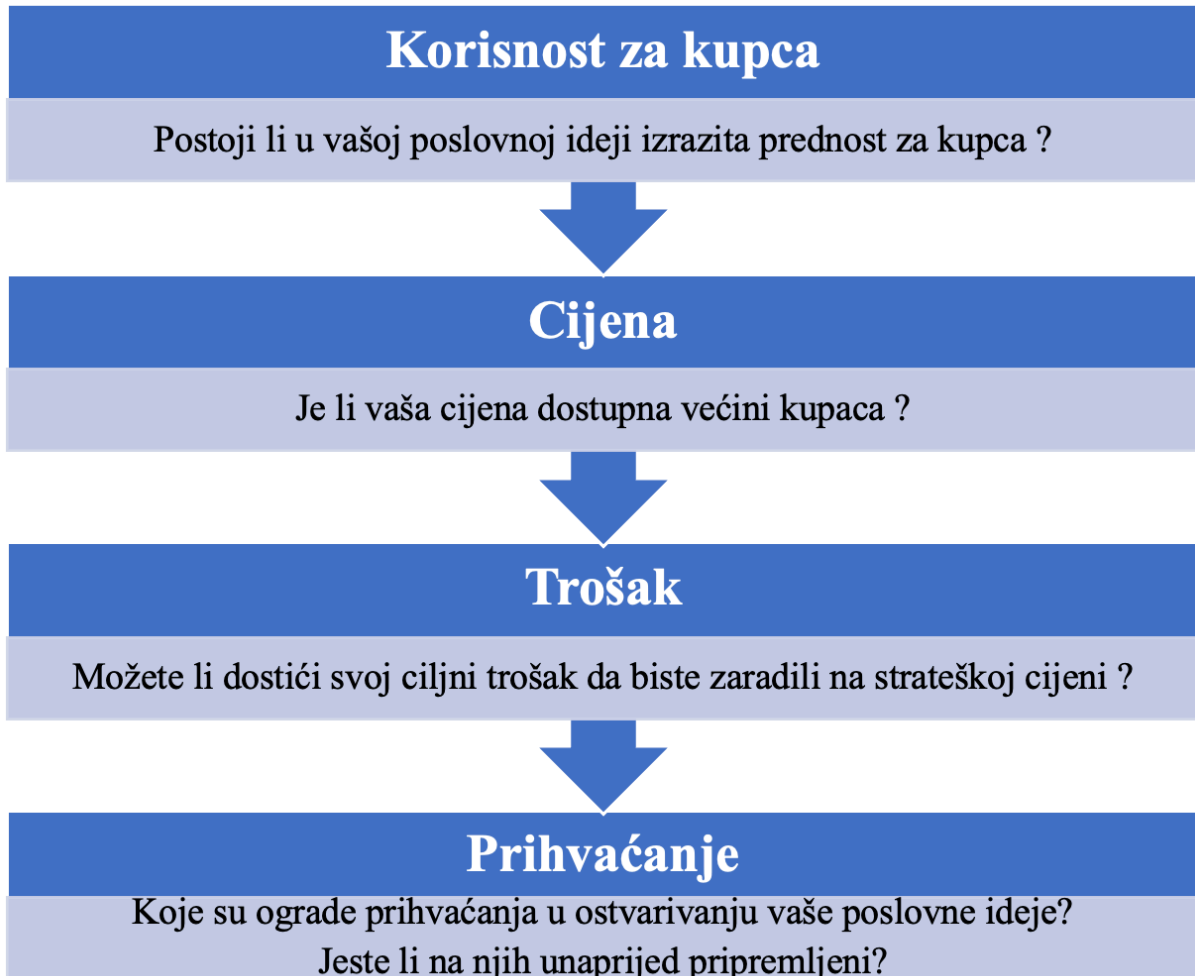 Korisnost za kupca
Postoji li u vašoj poslovnoj ideji izrazita prednost za kupca ?
Cijena
Je li vaša cijena dostupna većini kupaca ?
Trošak
Možete li dostići svoj ciljni trošak da biste zaradili na strateškoj cijeni ?
Prihvaćanje
Koje su ograde prihvaćanja u ostvarivanju vaše poslovne ideje?
Jeste li na njih unaprijed pripremljeni?